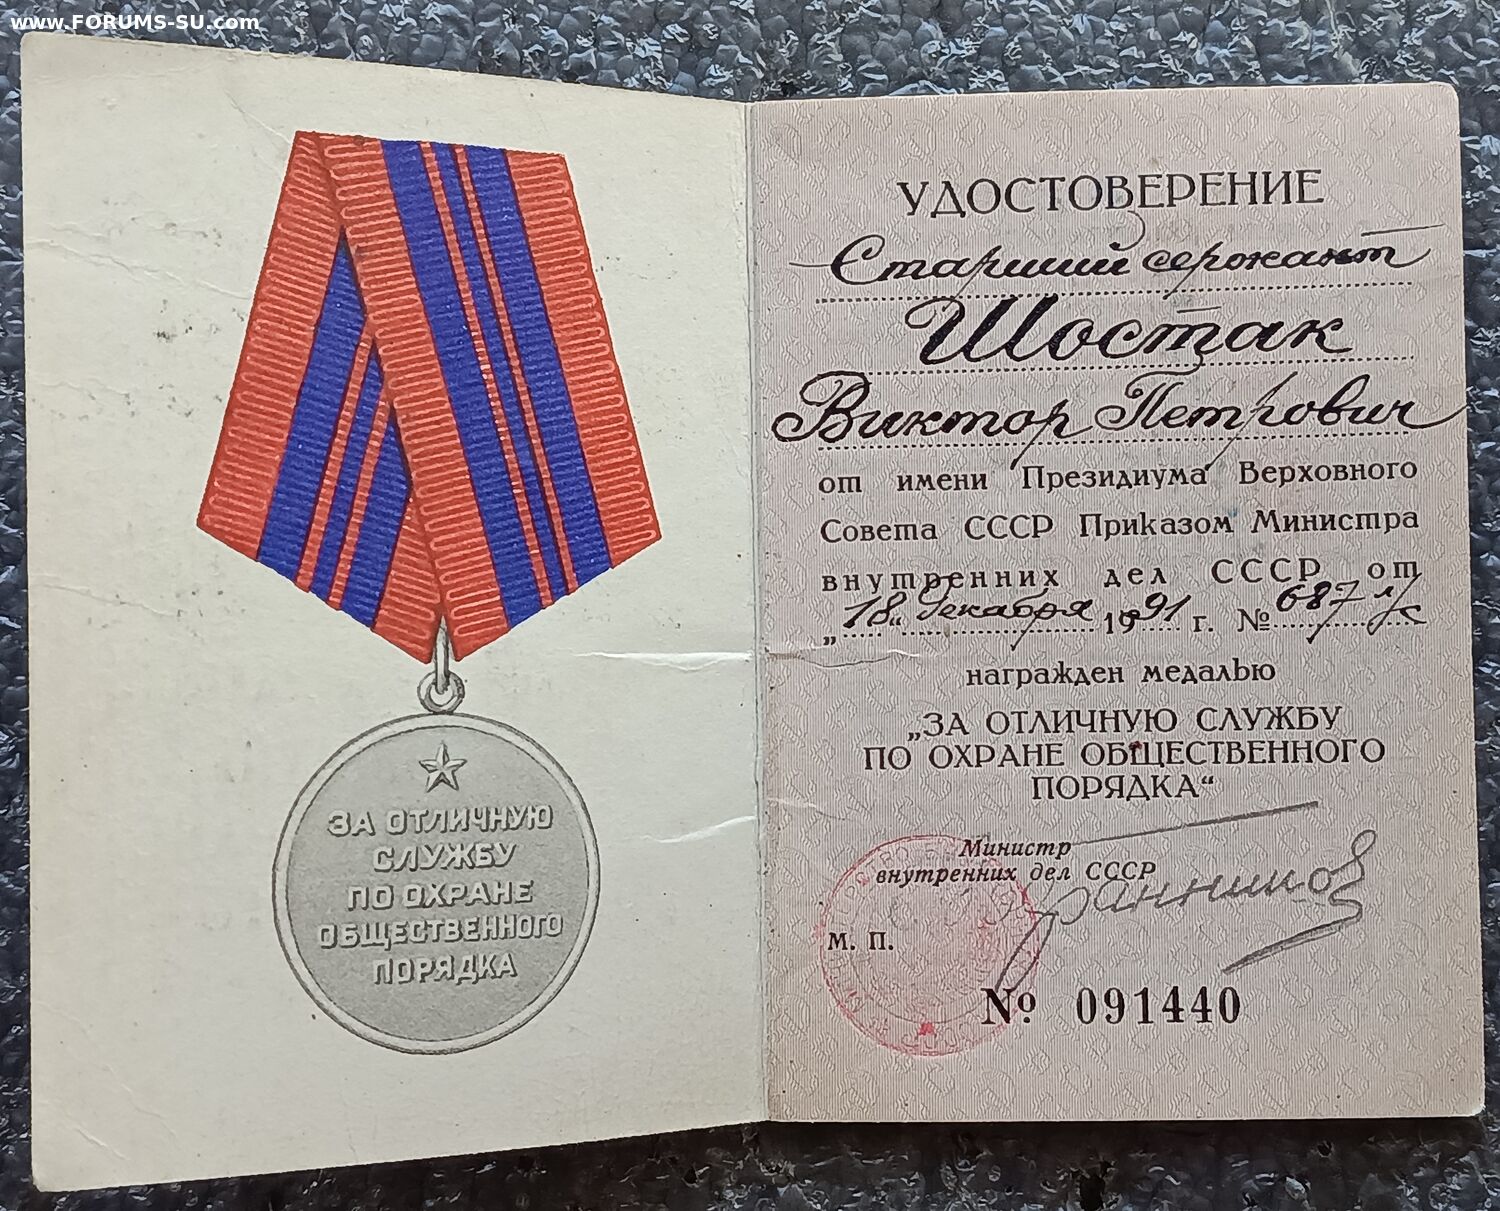 www.FORUMS-SU.com
ЗА ОТЛИЧНУЮ
СЛУЖБУ
ПО ОХРАНЕ
ОБЩЕСТВЕННОГО
ПОРЯДКА
УДОСТОВЕРЕНИЕ
Старший сержант
Шостак
Виктор Петрович
от имени Президиума Верховного
Совета СССР Приказом Министра
внутренних дел СССР от
„18“ декабря 1991 г. № 687 л/с
награжден медалью
„ЗА ОТЛИЧНУЮ СЛУЖБУ
ПО ОХРАНЕ ОБЩЕСТВЕННОГО
ПОРЯДКА“
Министр
внутренних дел СССР
М. П.
№ 091440